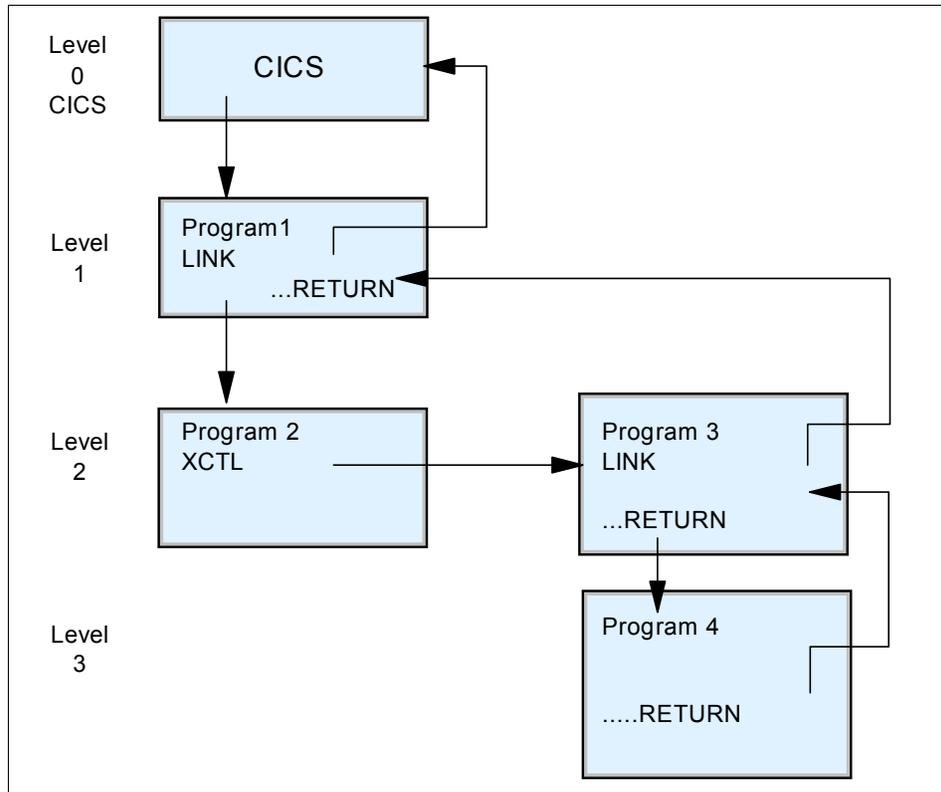 Level
0
CICS
CICS
Level
1
Program1
LINK
...RETURN
Level
2
Program 2
XCTL
Program 3
LINK
...RETURN
Level
3
Program 4
.....RETURN